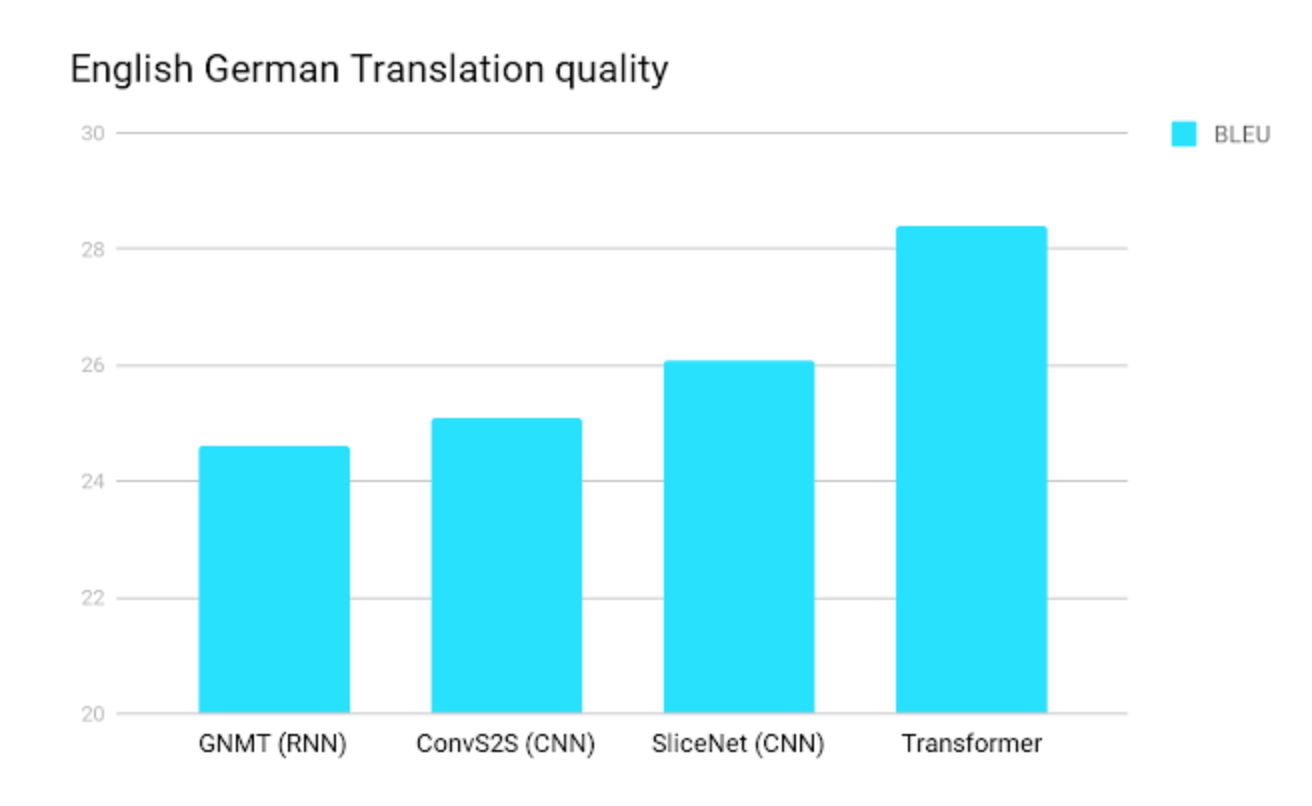 English German Translation quality
30
BLEU
28
26
24
22
20
GNMT (RNN)
ConvS2S (CNN)
SliceNet (CNN)
Transformer